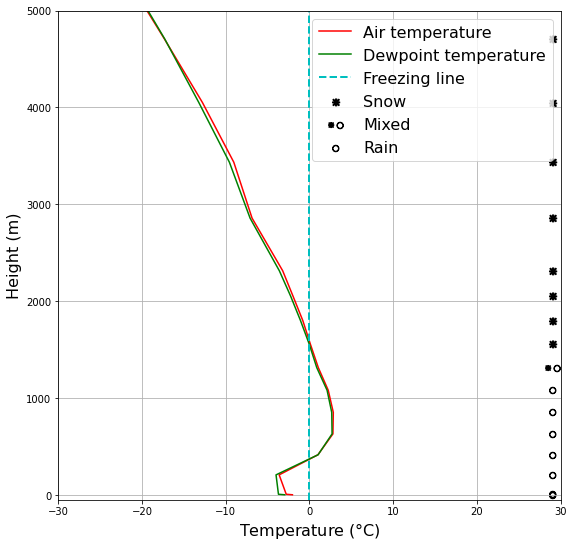 5000
4000
3000
2000
1000
0
Height (m)
Air temperature
Dewpoint temperature
Freezing line
Snow
Mixed
Rain
−30
−20
−10
0
10
20
30
Temperature (°C)